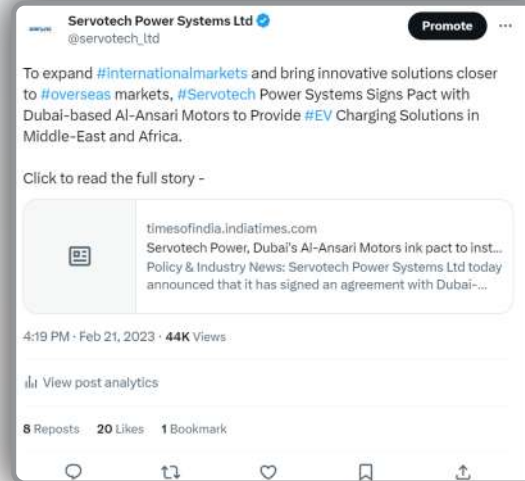 Servotech Power Systems Ltd
@servotech_ltd
Promote
To expand #internationalmarkets and bring innovative solutions closer
to #overseas markets, #Servotech Power Systems Signs Pact with
Dubai-based Al-Ansari Motors to Provide #EV Charging Solutions in
Middle-East and Africa.
Click to read the full story -
timesofindia.indiatimes.com
Servotech Power, Dubai's Al-Ansari Motors ink pact to inst...
Policy & Industry News: Servotech Power Systems Ltd today
announced that it has signed an agreement with Dubai-...
4:19 PM · Feb 21, 2023 · 44K Views
View post analytics
8 Reposts 20 Likes 1 Bookmark